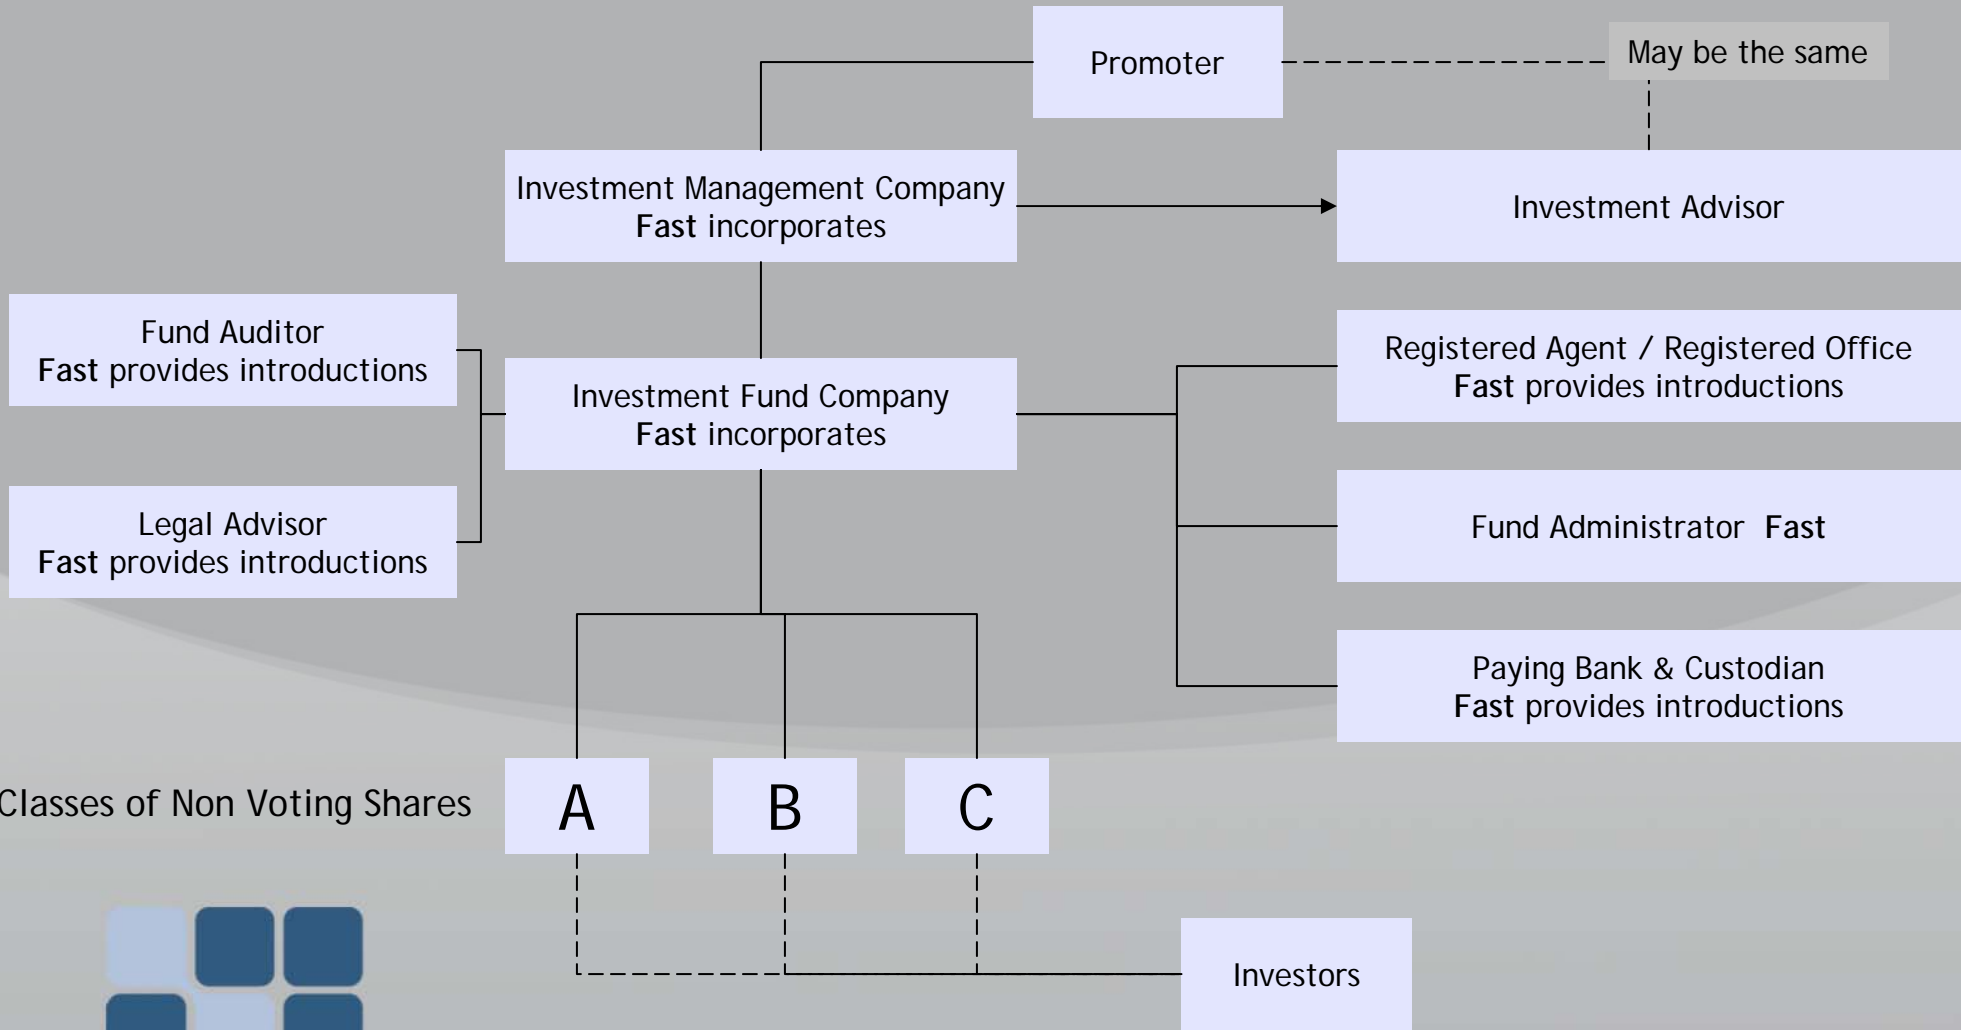 Promoter
May be the same
Investment Management Company
Fast incorporates
Investment Advisor
Fund Auditor
Fast provides introductions
Registered Agent / Registered Office
Fast provides introductions
Investment Fund Company
Fast incorporates
Legal Advisor
Fast provides introductions
Fund Administrator Fast
Paying Bank & Custodian
Fast provides introductions
Classes of Non Voting Shares
A
B
C
Investors